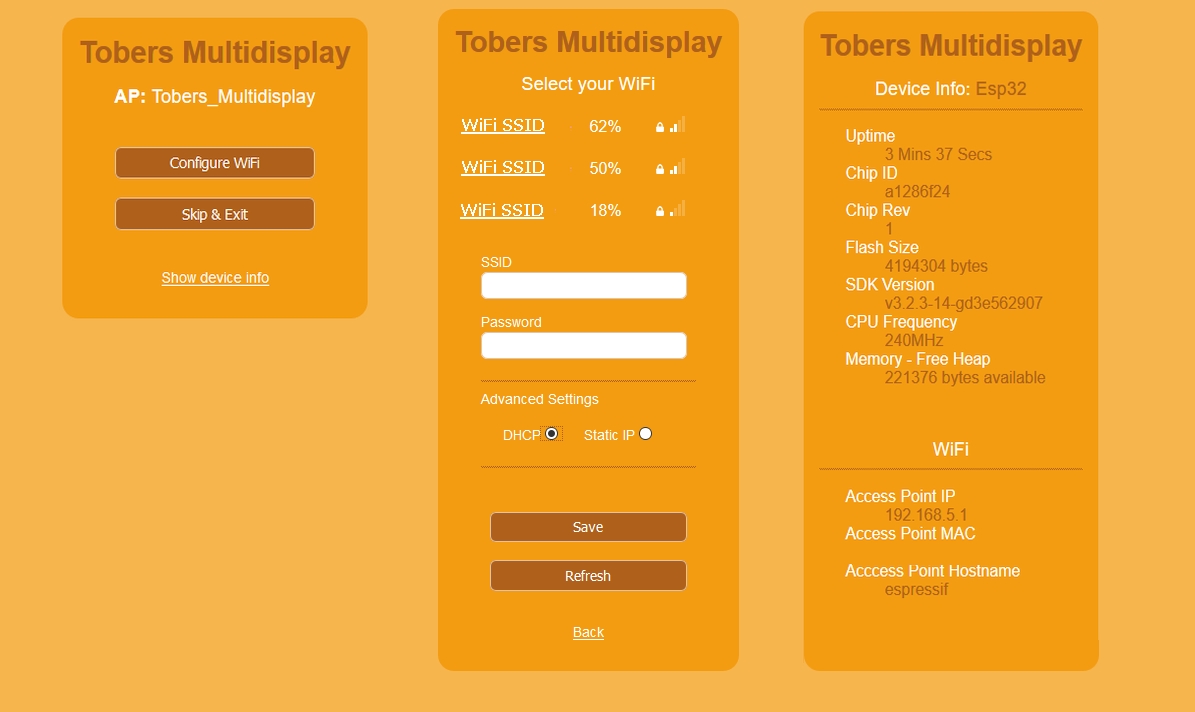 Tobers Multidisplay
AP: Tobers_Multidisplay
Configure WiFi
Skip & Exit
Show device info
Tobers Multidisplay
Select your WiFi
WiFi SSID 62%
WiFi SSID 50%
WiFi SSID 18%
SSID
Password
Advanced Settings
DHCP Static IP
Save
Refresh
Back
Tobers Multidisplay
Device Info: Esp32
Uptime
3 Mins 37 Secs
Chip ID
a1286f24
Chip Rev
1
Flash Size
4194304 bytes
SDK Version
v3.2.3-14-gd3e562907
CPU Frequency
240MHz
Memory - Free Heap
221376 bytes available
WiFi
Access Point IP
192.168.5.1
Access Point MAC
Acccess Point Hostname
espressif